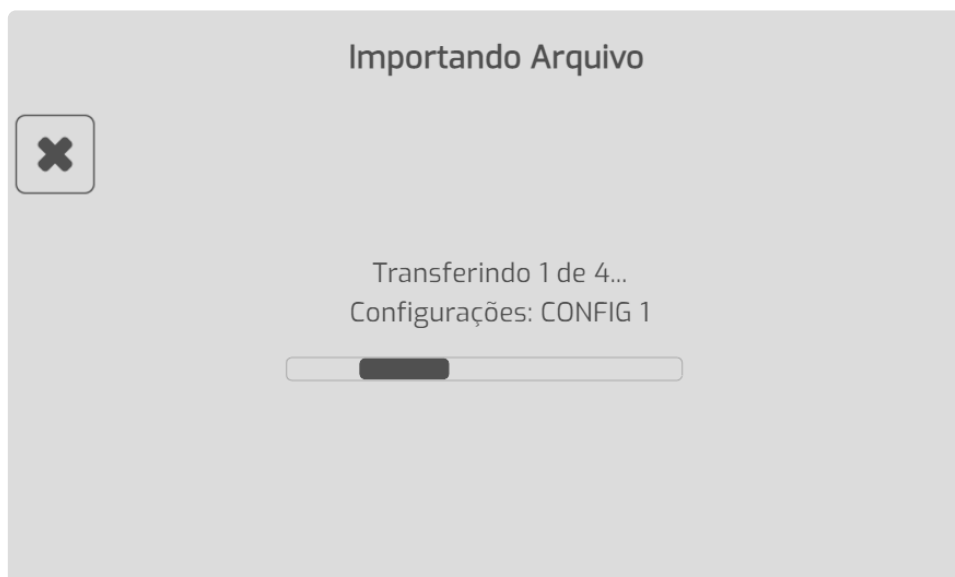 Importando Arquivo
Transferindo 1 de 4...
Configurações: CONFIG 1